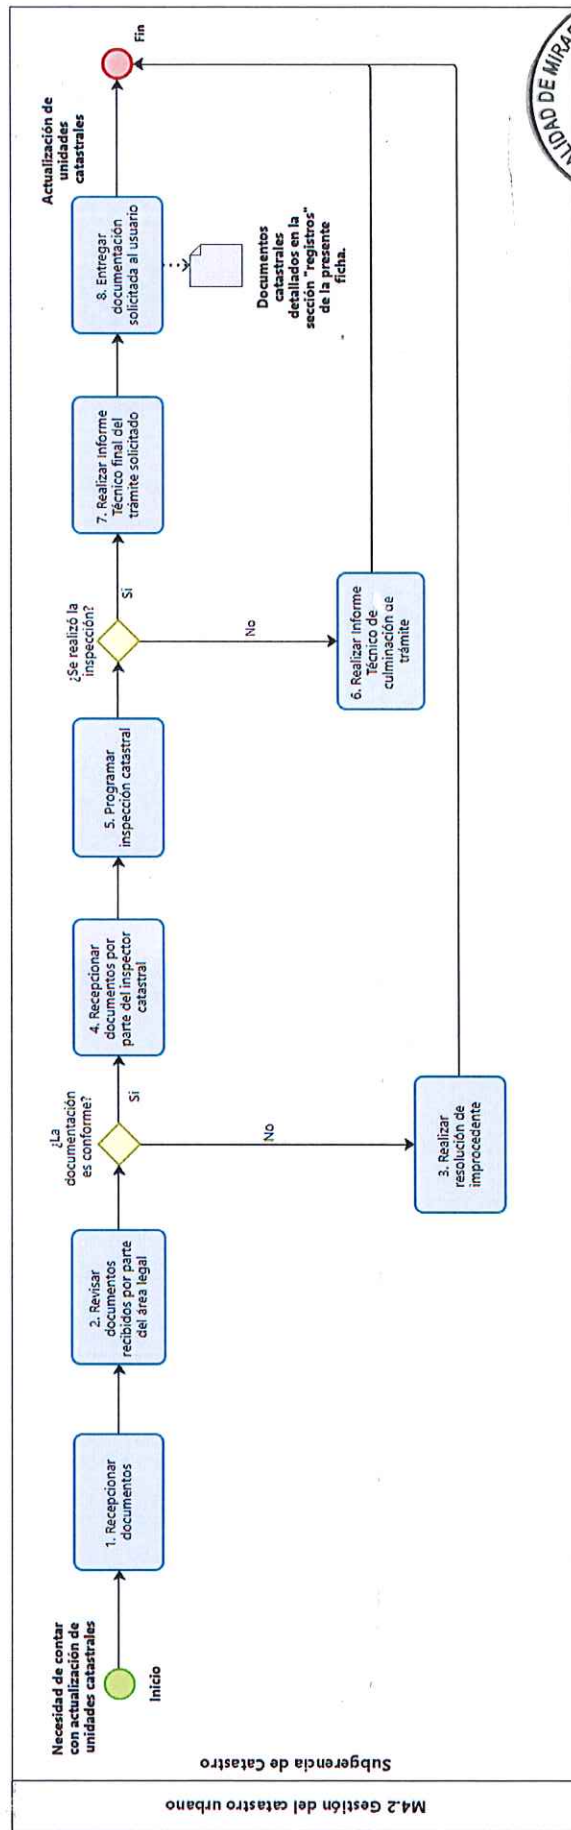 M4.2 Gestión del catastro urbano
Subgerencia de Catastro
Necesidad de contar
con actualización de
unidades catastrales
Inicio
1. Recepcionar
documentos
2. Revisar
documentos
recibidos por parte
del área legal
¿La
documentación
es conforme?
Si
No
3. Realizar
resolución de
improcedente
4. Recepcionar
documentos por
parte del inspector
catastral
5. Programar
inspección catastral
¿Se realizó la
inspección?
Si
No
6. Realizar Informe
Técnico de
culminación de
trámite
7. Realizar Informe
Técnico final del
trámite solicitado
8. Entregar
documentación
solicitada al usuario
Documentos
catastrales
detallados en la
sección "registros"
de la presente
ficha.
Actualización de
unidades
catastrales
Fin
ALIDAD DE MIRA